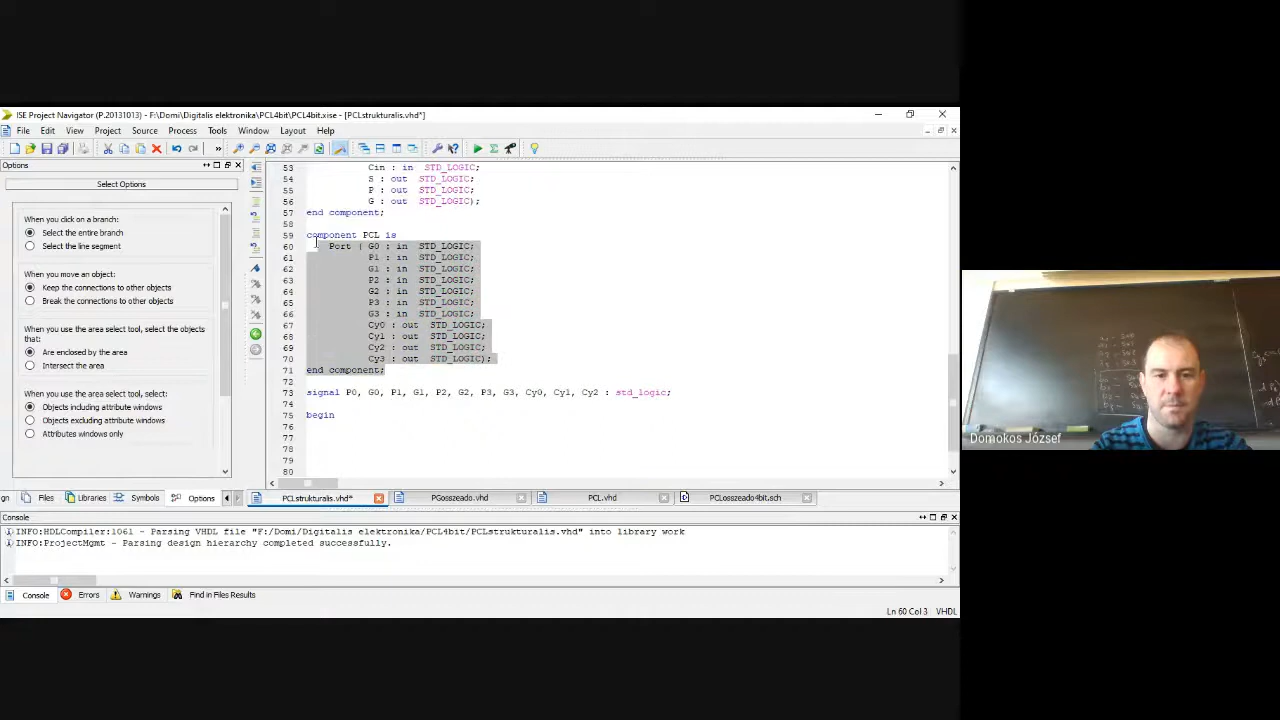 ISE Project Navigator (P.20131013) - F:\Domi\Digitalis elektronika\PCL4bit\PCL4bit.xise - [PCLstrukturalis.vhd*]
File Edit View Project Source Process Tools Window Layout Help
Options
Select Options
When you click on a branch:
Select the entire branch
Select the line segment
When you move an object:
Keep the connections to other objects
Break the connections to other objects
When you use the area select tool, select the objects
that:
Are enclosed by the area
Intersect the area
When you use the area select tool, select:
Objects including attribute windows
Objects excluding attribute windows
Attributes windows only
53 Cin : in STD_LOGIC;
54 S : out STD_LOGIC;
55 P : out STD_LOGIC;
56 G : out STD_LOGIC);
57 end component;
58
59 component PCL is
60 Port ( G0 : in STD_LOGIC;
61 P1 : in STD_LOGIC;
62 G1 : in STD_LOGIC;
63 P2 : in STD_LOGIC;
64 G2 : in STD_LOGIC;
65 P3 : in STD_LOGIC;
66 G3 : in STD_LOGIC;
67 Cy0 : out STD_LOGIC;
68 Cy1 : out STD_LOGIC;
69 Cy2 : out STD_LOGIC;
70 Cy3 : out STD_LOGIC);
71 end component;
72
73 signal P0, G0, P1, G1, P2, G2, P3, G3, Cy0, Cy1, Cy2 : std_logic;
74
75 begin
76
77
78
79
80
gn Files Libraries Symbols Options
PCLstrukturalis.vhd* PGosszeado.vhd PCL.vhd PCLosszeado4bit.sch
Console
INFO:HDLCompiler:1061 - Parsing VHDL file "F:/Domi/Digitalis elektronika/PCL4bit/PCLstrukturalis.vhd" into library work
INFO:ProjectMgmt - Parsing design hierarchy completed successfully.
Console Errors Warnings Find in Files Results
Ln 60 Col 3 VHDL
Domokos József